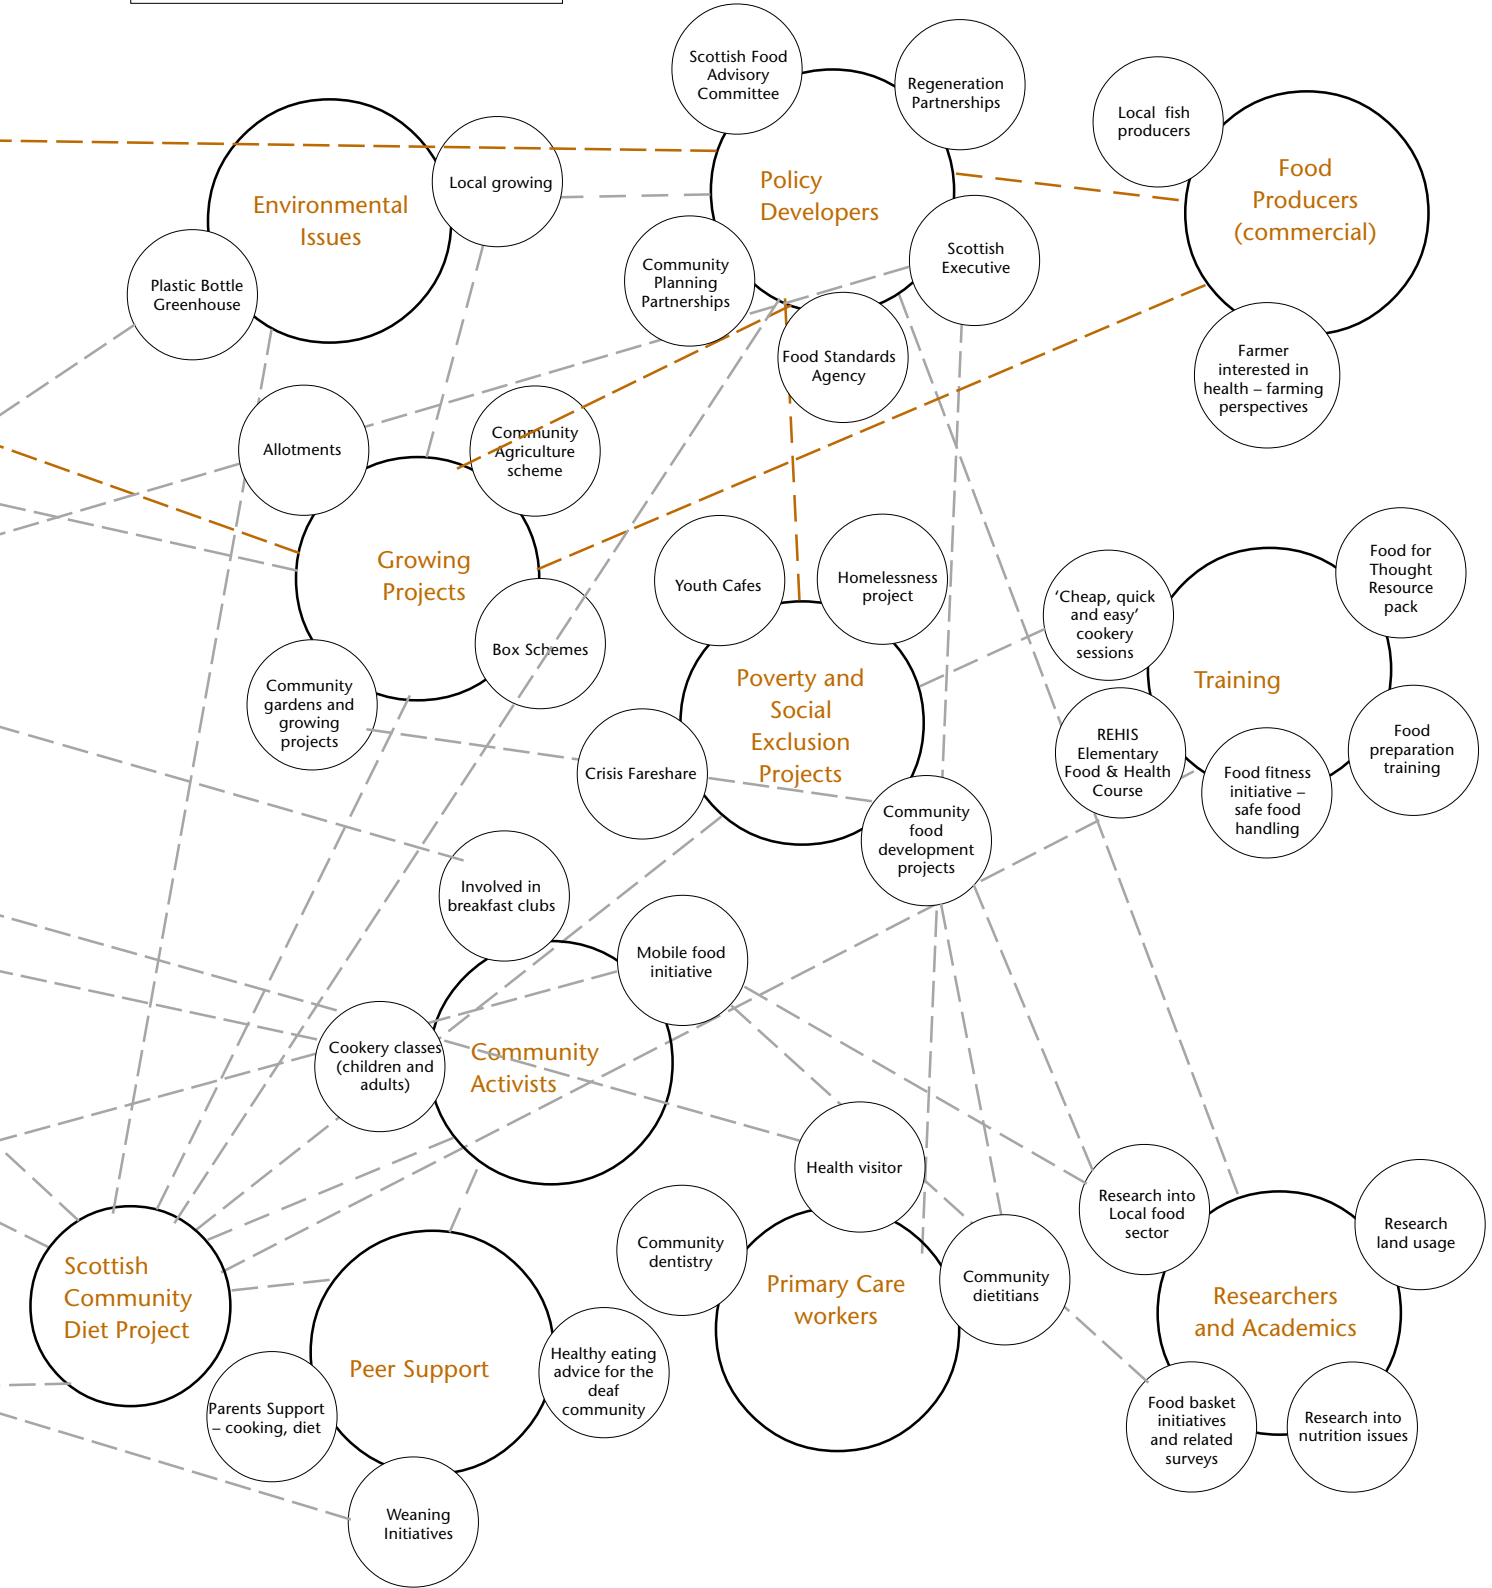 Scottish Food
Advisory
Committee
Regeneration
Partnerships
Local fish
producers
Policy
Developers
Food
Producers
(commercial)
Environmental
Issues
Local growing
Plastic Bottle
Greenhouse
Community
Planning
Partnerships
Scottish
Executive
Food Standards
Agency
Farmer
interested in
health – farming
perspectives
Allotments
Community
Agriculture
scheme
Growing
Projects
Box Schemes
Community
gardens and
growing
projects
Youth Cafes
Homelessness
project
Poverty and
Social
Exclusion
Projects
Crisis Fareshare
Community
food
development
projects
‘Cheap, quick
and easy’
cookery
sessions
Food for
Thought
Resource
pack
Training
REHIS
Elementary
Food & Health
Course
Food fitness
initiative –
safe food
handling
Food
preparation
training
Involved in
breakfast clubs
Mobile food
initiative
Cookery classes
(children and
adults)
Community
Activists
Health visitor
Community
dentistry
Primary Care
workers
Community
dietitians
Research into
Local food
sector
Research
land usage
Researchers
and Academics
Food basket
initiatives
and related
surveys
Research into
nutrition issues
Scottish
Community
Diet Project
Peer Support
Parents Support
– cooking, diet
Healthy eating
advice for the
deaf
community
Weaning
Initiatives